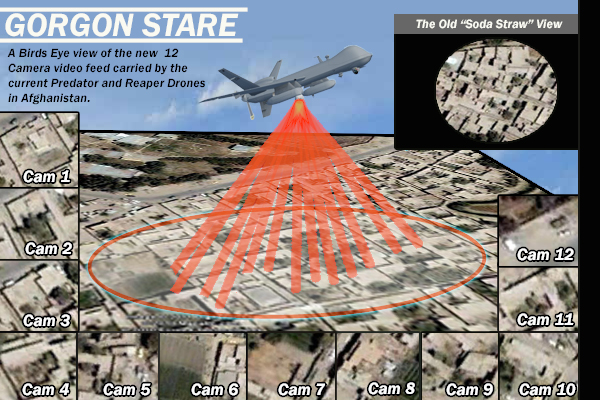 GORGON STARE
A Birds Eye view of the new 12
Camera video feed carried by the
current Predator and Reaper Drones
in Afghanistan.
The Old “Soda Straw” View
Cam 1
Cam 2
Cam 3
Cam 4
Cam 5
Cam 6
Cam 7
Cam 8
Cam 9
Cam 10
Cam 11
Cam 12